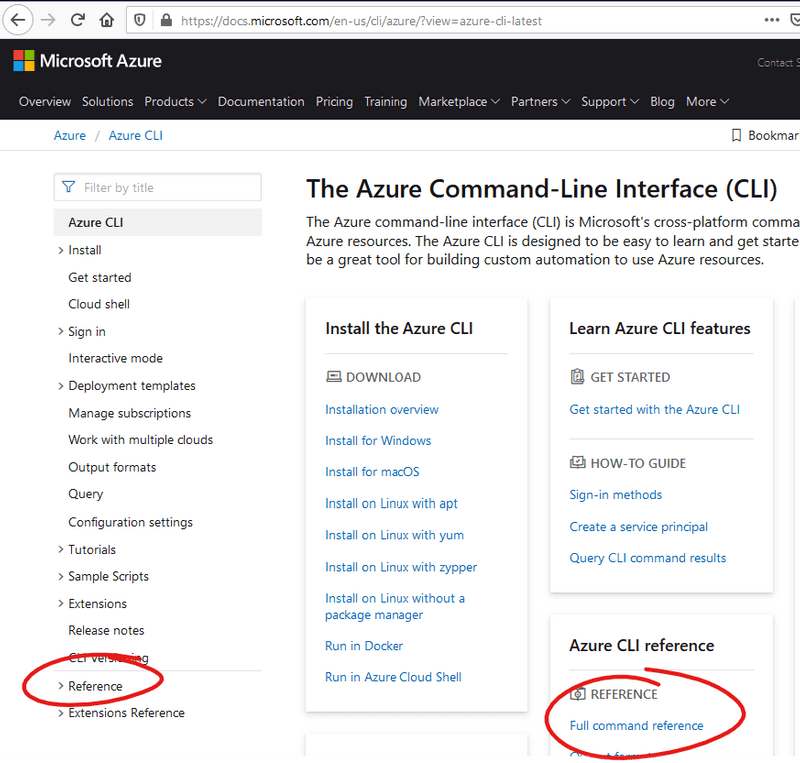 https://docs.microsoft.com/en-us/cli/azure/?view=azure-cli-latest
Microsoft Azure
Contact S
Overview Solutions Products Documentation Pricing Training Marketplace Partners Support Blog More
Azure / Azure CLI
Bookmar
Filter by title
Azure CLI
Install
Get started
Cloud shell
Sign in
Interactive mode
Deployment templates
Manage subscriptions
Work with multiple clouds
Output formats
Query
Configuration settings
Tutorials
Sample Scripts
Extensions
Release notes
CLI Versioning
Reference
Extensions Reference
The Azure Command-Line Interface (CLI)
The Azure command-line interface (CLI) is Microsoft's cross-platform comma
Azure resources. The Azure CLI is designed to be easy to learn and get starte
be a great tool for building custom automation to use Azure resources.
Install the Azure CLI
DOWNLOAD
Installation overview
Install for Windows
Install for macOS
Install on Linux with apt
Install on Linux with yum
Install on Linux with zypper
Install on Linux without a
package manager
Run in Docker
Run in Azure Cloud Shell
Learn Azure CLI features
GET STARTED
Get started with the Azure CLI
HOW-TO GUIDE
Sign-in methods
Create a service principal
Query CLI command results
Azure CLI reference
REFERENCE
Full command reference